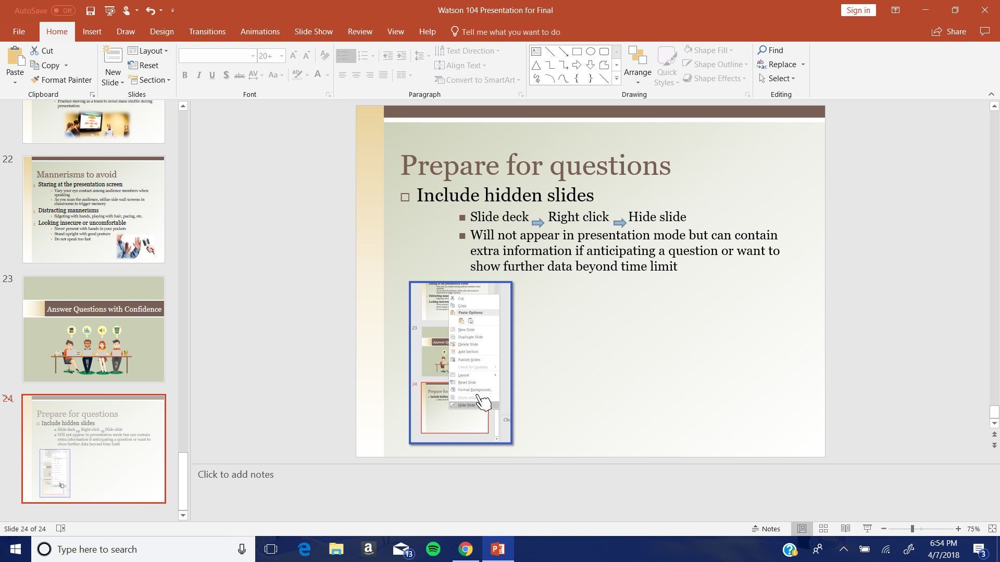 AutoSave Off
Watson 104 Presentation for Final
Sign in
File Home Insert Draw Design Transitions Animations Slide Show Review View Help Tell me what you want to do
Share
Paste
Cut
Copy
Format Painter
Clipboard
New
Slide
Layout
Reset
Section
Slides
20+
Font
Text Direction
Align Text
Convert to SmartArt
Paragraph
Arrange
Quick
Styles
Shape Fill
Shape Outline
Shape Effects
Drawing
Find
Replace
Select
Editing
Practice moving as a team to avoid mass shuffle during
presentation
22
Mannerisms to avoid
Staring at the presentation screen
Vary your eye contact among audience members when
speaking
As you scan the audience, utilize side wall screens in
classrooms to trigger memory
Distracting mannerisms
fidgeting with hands, playing with hair, pacing, etc.
Looking insecure or uncomfortable
Never present with hands in your pockets
Stand upright with good posture
Do not speak too fast
23
Answer Questions with Confidence
24
Prepare for questions
Include hidden slides
Slide deck Right click Hide slide
Will not appear in presentation mode but can contain
extra information if anticipating a question or want to
show further data beyond time limit
Prepare for questions
Include hidden slides
Slide deck Right click Hide slide
Will not appear in presentation mode but can contain
extra information if anticipating a question or want to
show further data beyond time limit
Cut
Copy
Paste Options:
23
New Slide
Duplicate Slide
Delete Slide
Add Section
Publish Slides
Check for Updates
Layout
24
Reset Slide
Format Background...
Hide Slide
Click to add notes
Slide 24 of 24
Notes
75%
Type here to search
13
6:54 PM
4/7/2018
3